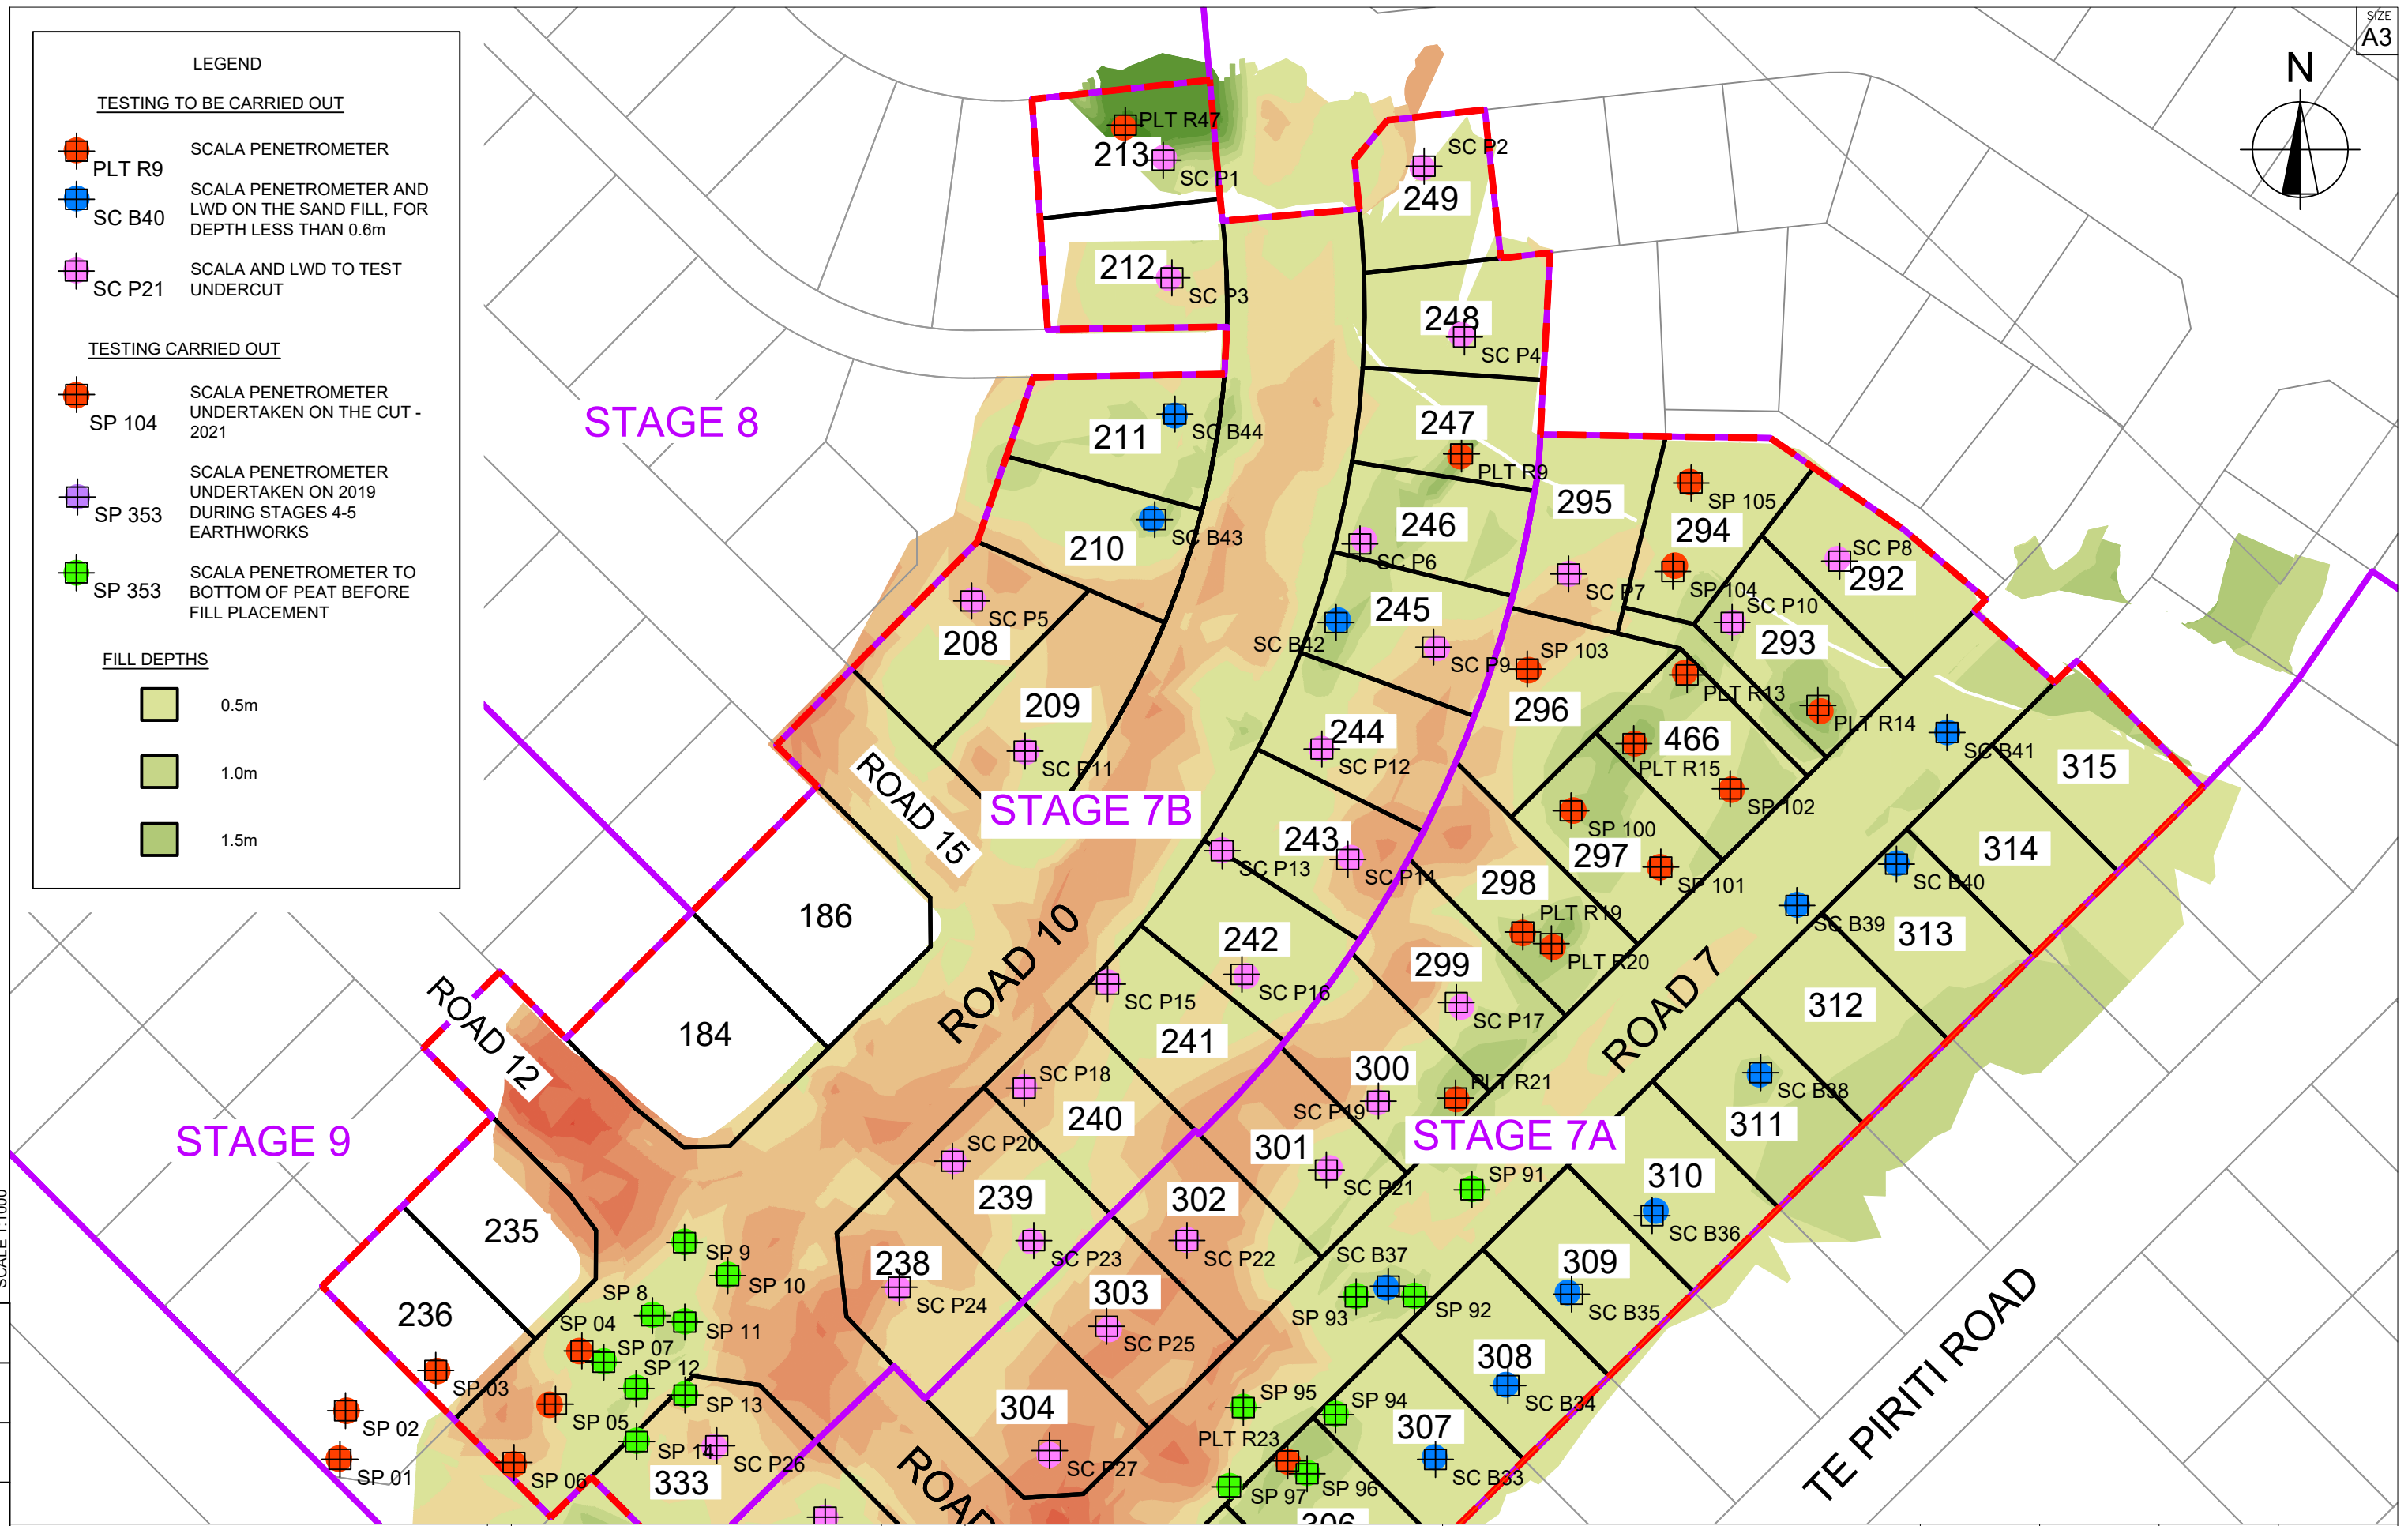 SIZE
A3
N
LEGEND
TESTING TO BE CARRIED OUT
PLT R9
SCALA PENETROMETER
SC B40
SCALA PENETROMETER AND
LWD ON THE SAND FILL, FOR
DEPTH LESS THAN 0.6m
SC P21
SCALA AND LWD TO TEST
UNDERCUT
TESTING CARRIED OUT
SP 104
SCALA PENETROMETER
UNDERTAKEN ON THE CUT -
2021
SP 353
SCALA PENETROMETER
UNDERTAKEN ON 2019
DURING STAGES 4-5
EARTHWORKS
SP 353
SCALA PENETROMETER TO
BOTTOM OF PEAT BEFORE
FILL PLACEMENT
FILL DEPTHS
0.5m
1.0m
1.5m
PLT R47
213
SC P1
SC P2
249
212
SC P3
248
SC P4
STAGE 8
211
SC B44
247
PLT R9
295
SP 105
294
210
SC B43
246
SC P6
SC P7
SP 104
SC P8
292
SC P10
293
SC P5
208
245
SC B42
SC P9
SP 103
296
PLT R13
PLT R14
209
SC P11
244
SC P12
466
PLT R15
SP 102
SC B41
315
ROAD 15
STAGE 7B
243
SC P13
SC P14
SP 100
297
SP 101
314
SC B40
298
PLT R19
PLT R20
SC B39
313
186
ROAD 10
242
SC P16
SC P15
299
SC P17
ROAD 7
312
184
ROAD 12
241
SC P18
240
300
SC P19
PLT R21
SC B38
311
STAGE 9
STAGE 7A
SC P20
239
301
SC P21
SP 91
310
SC B36
302
SC P22
SC P23
235
SP 9
SP 10
238
SC P24
303
SC P25
SC B37
SP 93
SP 92
309
SC B35
236
SP 8
SP 11
SP 04
SP 07
SP 12
SP 13
SP 03
SP 05
SP 02
SP 01
SP 06
SP 14
SC P26
333
304
SC P27
ROAD
SP 95
SP 94
308
SC B34
307
SC B33
PLT R23
SP 96
SP 97
306
TE PIRITI ROAD
SCALE 1:1000